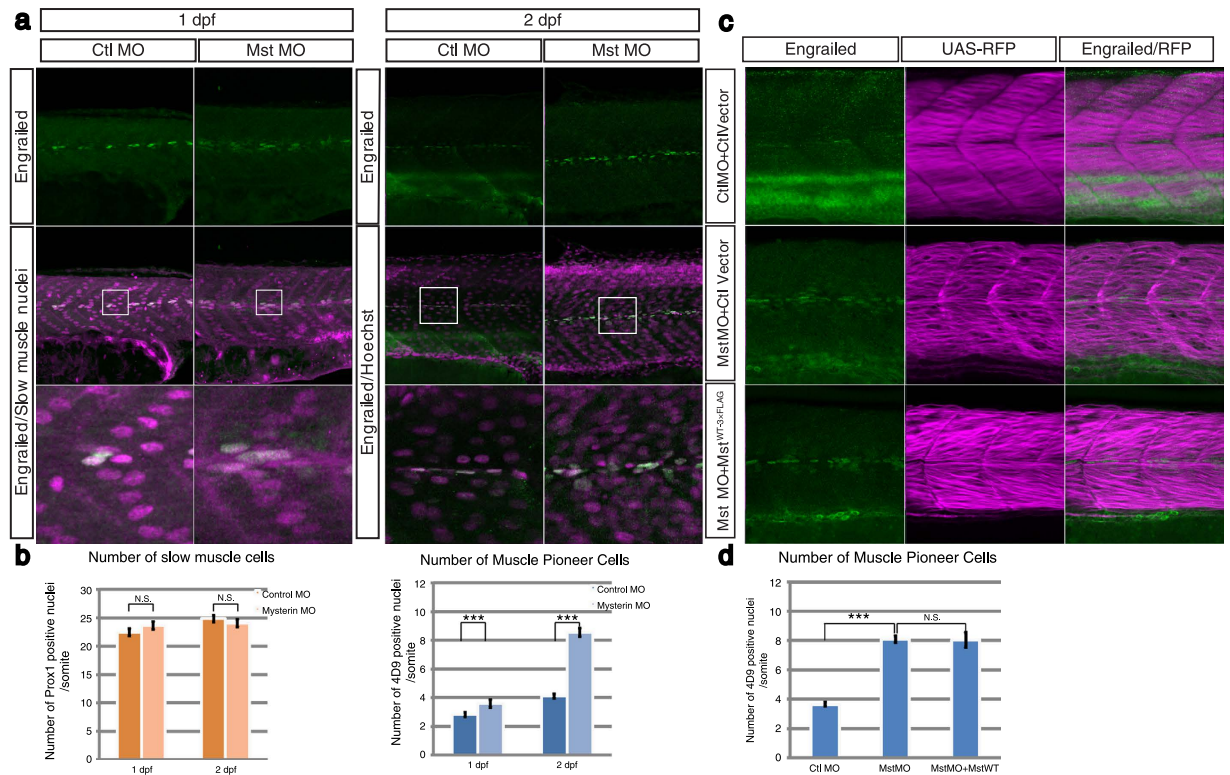 a
1 dpf
2 dpf
Ctl MO
Mst MO
Ctl MO
Mst MO
Engrailed
Engrailed/Slow muscle nuclei
Engrailed
Engrailed/Hoechst
c
Engrailed
UAS-RFP
Engrailed/RFP
CtlMO+CtlVector
MstMO+Ctl Vector
Mst MO+Mst^WT-3×FLAG
b
Number of slow muscle cells
Number of Prox1 positive nuclei
/somite
30
25
20
15
10
5
0
N.S.
N.S.
Control MO
Mysterin MO
1 dpf
2 dpf
Number of Muscle Pioneer Cells
Number of 4D9 positive nuclei
/somite
12
10
8
6
4
2
0
***
***
Control MO
Mysterin MO
1 dpf
2 dpf
d
Number of Muscle Pioneer Cells
Number of 4D9 positive nuclei
/somite
12
10
8
6
4
2
0
***
N.S.
Ctl MO
MstMO
MstMO+MstWT